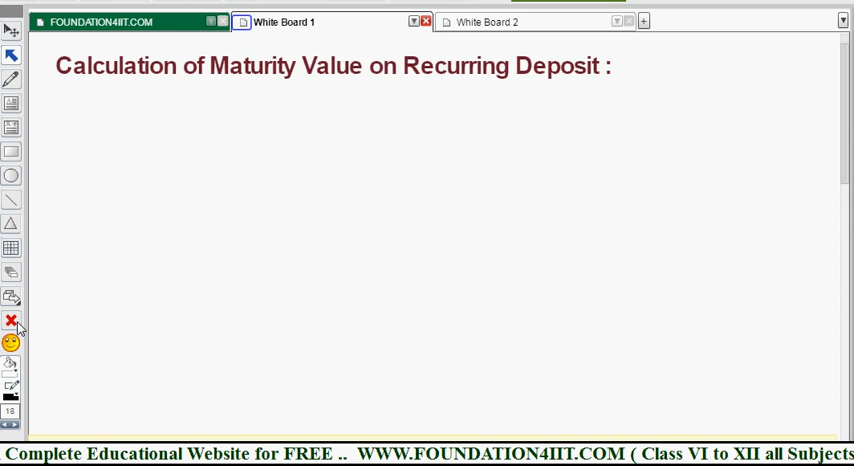 FOUNDATION4IIT.COM
White Board 1
White Board 2
Calculation of Maturity Value on Recurring Deposit :
18
Complete Educational Website for FREE .. WWW.FOUNDATION4IIT.COM ( Class VI to XII all Subjects